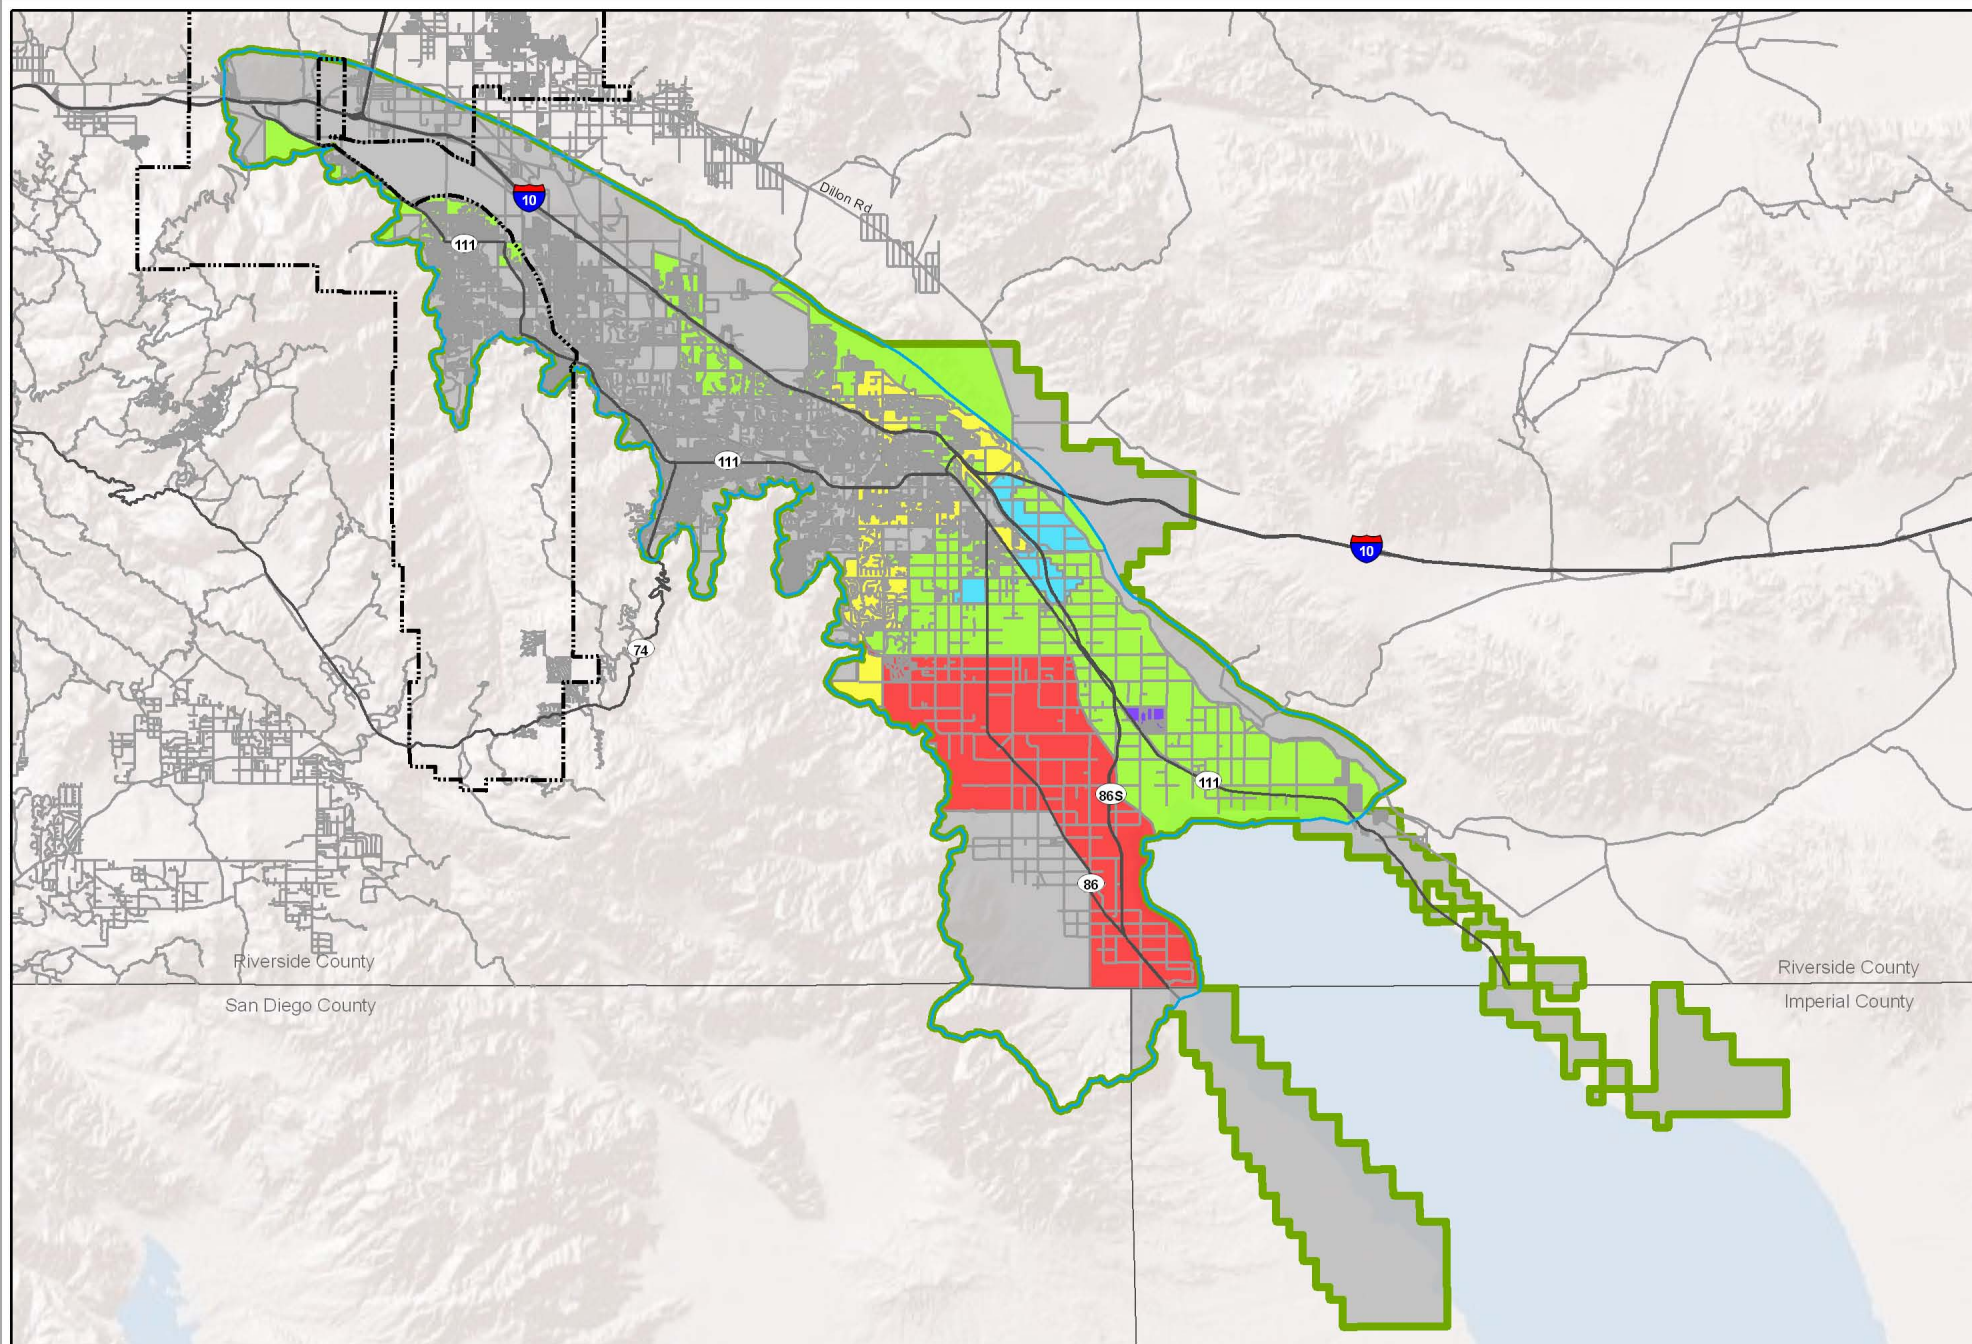 Dillon Rd
10
111
111
10
74
111
86S
86
Riverside County
San Diego County
Riverside County
Imperial County